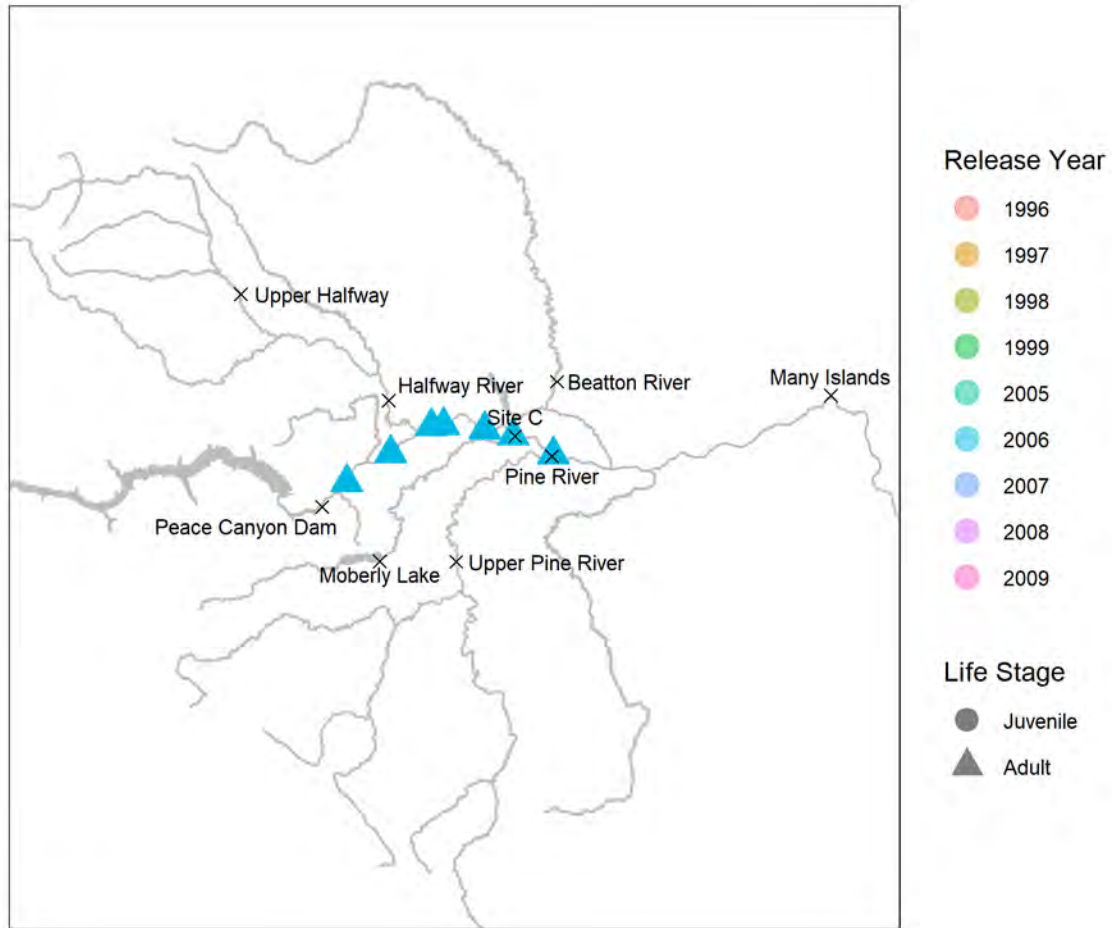 Upper Halfway
Halfway River
Beatton River
Many Islands
Site C
Pine River
Peace Canyon Dam
Moberly Lake
Upper Pine River
Release Year
1996
1997
1998
1999
2005
2006
2007
2008
2009
Life Stage
Juvenile
Adult